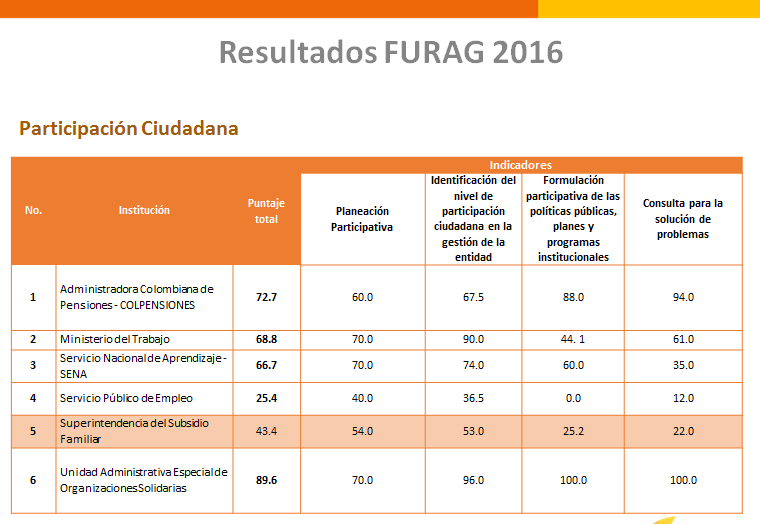 Resultados FURAG 2016
Participación Ciudadana
No.
Institución
Puntaje
total
Indicadores
Planeación
Participativa
Identificación del
nivel de
participación
ciudadana en la
gestión de la
entidad
Formulación
participativa de las
políticas públicas,
planes y
programas
institucionales
Consulta para la
solución de
problemas
1
Administradora Colombiana de
Pensiones - COLPENSIONES
72.7
60.0
67.5
88.0
94.0
2
Ministerio del Trabajo
68.8
70.0
90.0
44. 1
61.0
3
Servicio Nacional de Aprendizaje -
SENA
66.7
70.0
74.0
60.0
35.0
4
Servicio Público de Empleo
25.4
40.0
36.5
0.0
12.0
5
Superintendencia del Subsidio
Familiar
43.4
54.0
53.0
25.2
22.0
6
Unidad Administrativa Especial de
Organizaciones Solidarias
89.6
70.0
96.0
100.0
100.0